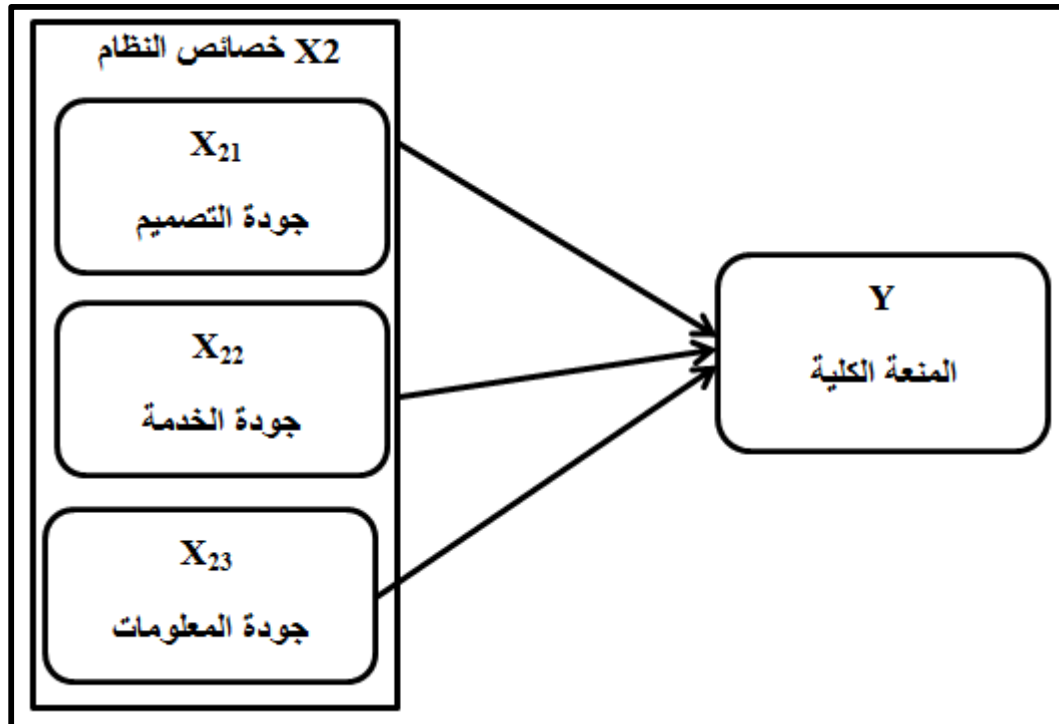 X2 خصائص النظام
X21
جودة التصميم
X22
جودة الخدمة
X23
جودة المعلومات
Y
المنعة الكلية